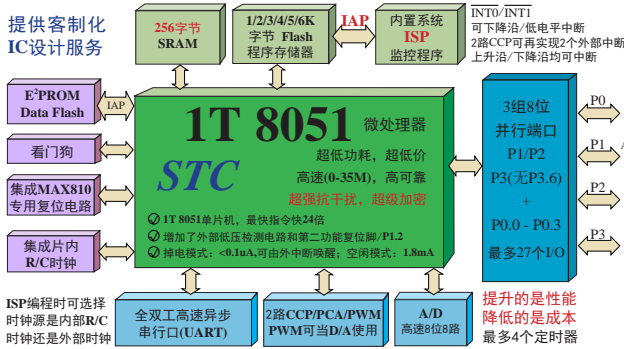 提供客制化
IC设计服务
256字节
SRAM
1/2/3/4/5/6K
字节 Flash
程序存储器
IAP
内置系统
ISP
监控程序
INT0/INT1
可下降沿/低电平中断
2路CCP可再实现2个外部中断
上升沿/下降沿均可中断
E²PROM
Data Flash
IAP
看门狗
集成MAX810
专用复位电路
集成片内
R/C时钟
1T 8051 微处理器
STC
超低功耗，超低价
高速(0-35M)，高可靠
超强抗干扰，超级加密
1T 8051单片机，最快指令快24倍
增加了外部低压检测电路和第二功能复位脚/P1.2
掉电模式：<0.1uA,可由外中断唤醒；空闲模式：1.8mA
3组8位
并行端口
P1/P2
P3(无P3.6)
+
P0.0 - P0.3
最多27个I/O
P0
P1
P2
P3
ISP编程时可选择
时钟源是内部R/C
时钟还是外部时钟
全双工高速异步
串行口(UART)
2路CCP/PCA/PWM
PWM可当D/A使用
A/D
高速8位8路
提升的是性能
降低的是成本
最多4个定时器